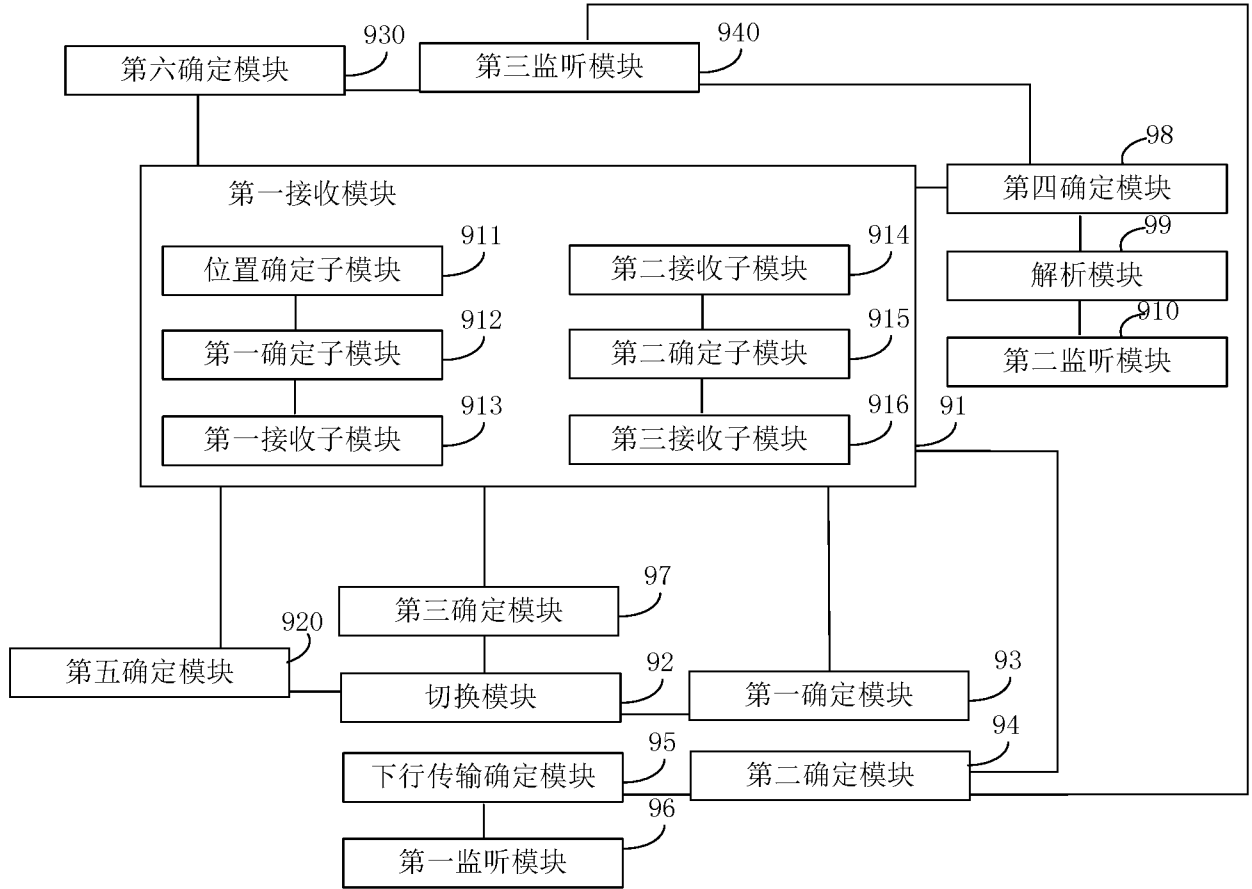 930
940
第六确定模块
第三监听模块
98
第一接收模块
第四确定模块
911
914
99
位置确定子模块
第二接收子模块
解析模块
912
915
910
第一确定子模块
第二确定子模块
第二监听模块
913
916
91
第一接收子模块
第三接收子模块
97
第三确定模块
920
第五确定模块
92
93
切换模块
第一确定模块
95
94
下行传输确定模块
第二确定模块
96
第一监听模块